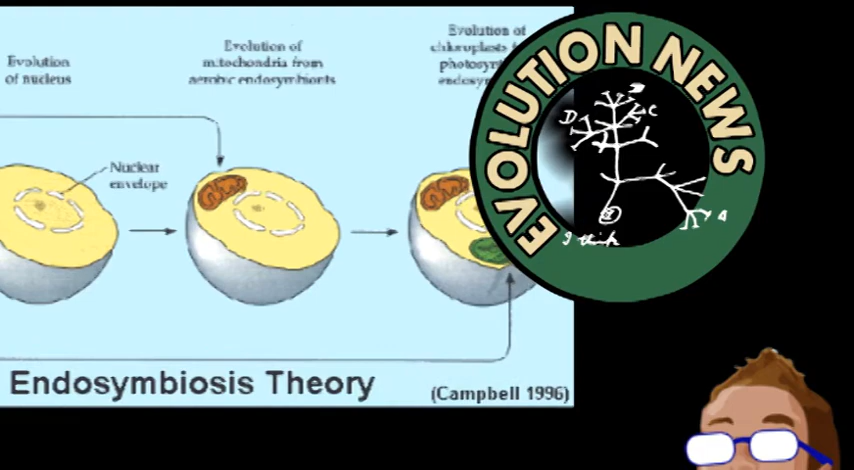 Evolution
of nucleus
Evolution of
mitochondria from
aerobic endosymbionts
Evolution of
chloroplasts
Nuclear
envelope
EVOLUTION NEWS
D
C
A
I think
Endosymbiosis Theory
(Campbell 1996)